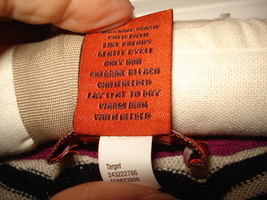 MACHINE WASH
COLD WITH
LIKE COLORS
GENTLE CYCLE
ONLY NON
CHLORINE BLEACH
WHEN NEEDED
LAY FLAT TO DRY
WARM IRON
WHEN NEEDED
Target
243222766